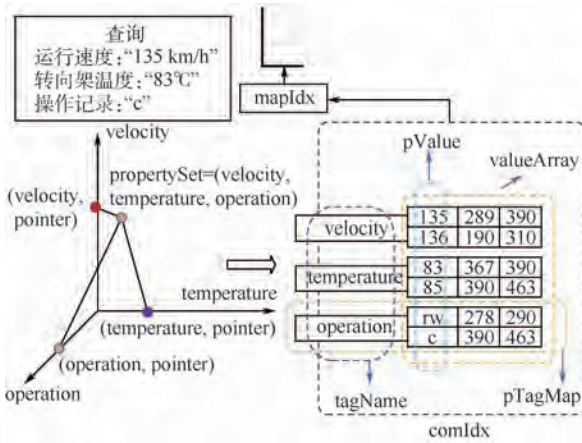 查询
运行速度:“135 km/h”
转向架温度:“83℃”
操作记录:“c”
mapIdx
velocity
pValue
valueArray
propertySet=(velocity,
temperature, operation)
(velocity,
pointer)
velocity
135 289 390
136 190 310
temperature
83 367 390
85 390 463
temperature
(temperature, pointer)
operation
rw 278 290
c 390 463
(operation, pointer)
operation
tagName
pTagMap
comIdx